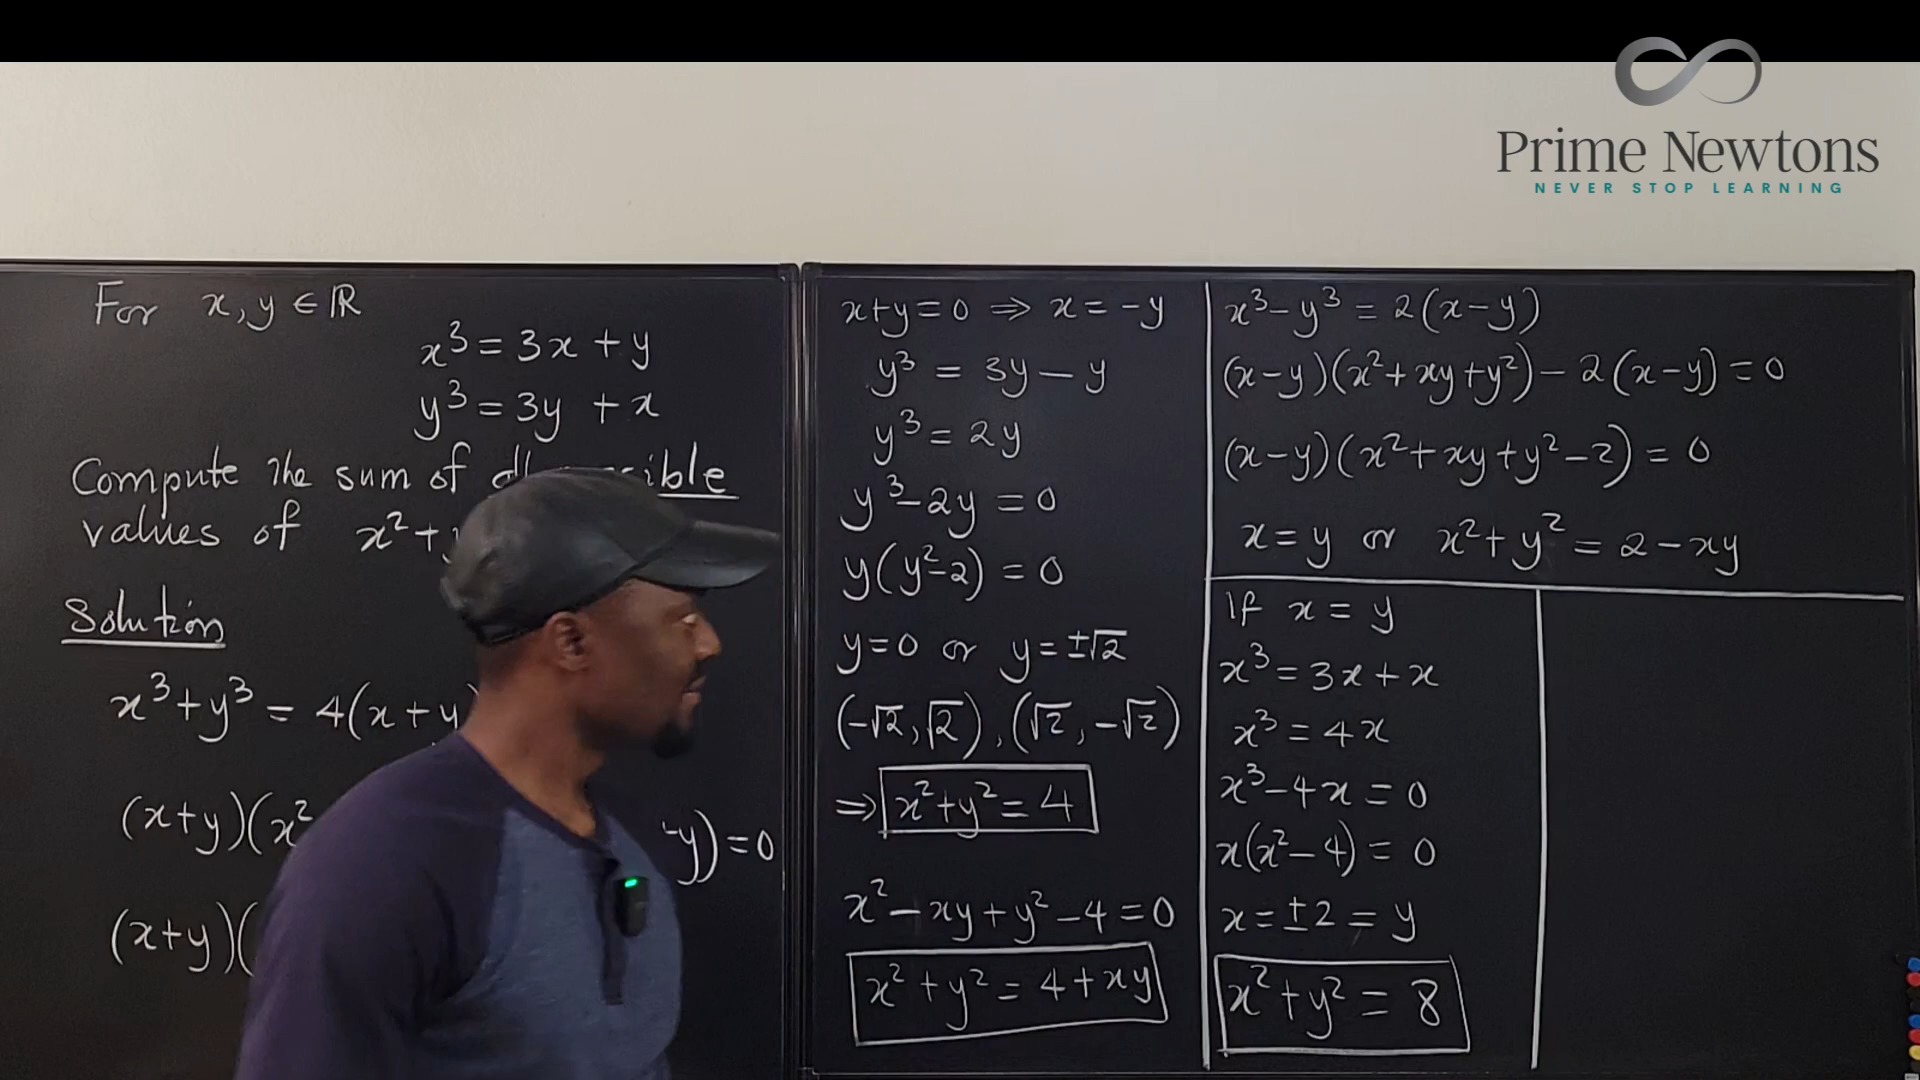 Prime Newtons
NEVER STOP LEARNING
For x, y ∈ ℝ
x³ = 3x + y
y³ = 3y + x
Compute the sum of
values of x² +
Solution
x³ + y³ = 4(x + y
(x+y)(x² -y) = 0
(x+y)(
x+y=0 ⇒ x = -y
y³ = 3y - y
y³ = 2y
y³ - 2y = 0
y(y² - 2) = 0
y=0 or y = ±√2
(-√2, √2), (√2, -√2)
⇒ x² + y² = 4
x² - xy + y² - 4 = 0
x² + y² = 4 + xy
x³ - y³ = 2(x - y)
(x-y)(x² + xy + y²) - 2(x-y) = 0
(x-y)(x² + xy + y² - 2) = 0
x = y or x² + y² = 2 - xy
If x = y
x³ = 3x + x
x³ = 4x
x³ - 4x = 0
x(x² - 4) = 0
x = ±2 = y
x² + y² = 8